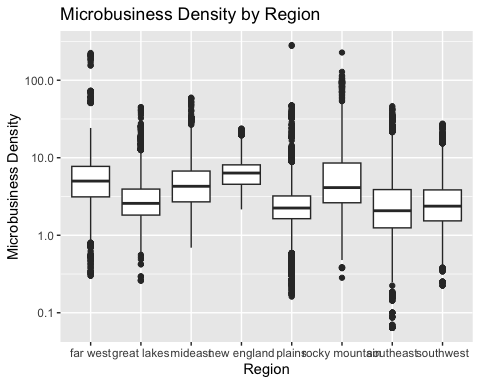 Microbusiness Density by Region
Microbusiness Density
100.0
10.0
1.0
0.1
far west great lakes mideast new england plains rocky mountain southeast southwest
Region